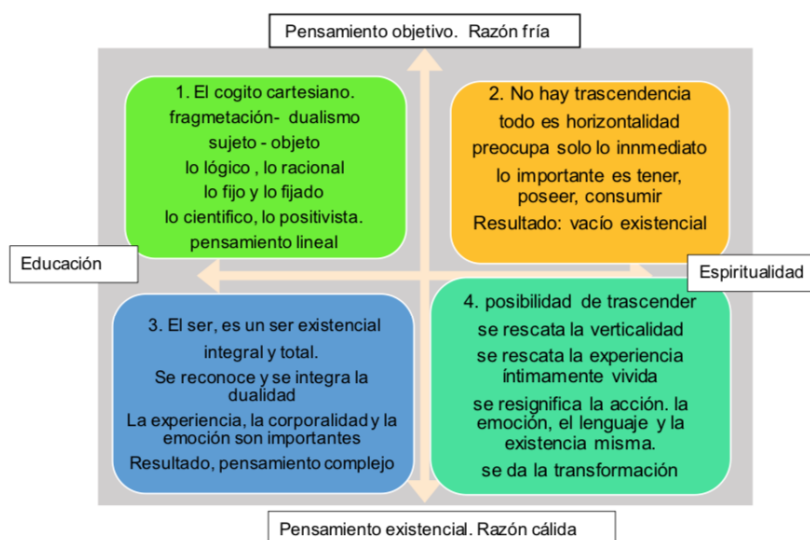 Pensamiento objetivo. Razón fría
1. El cogito cartesiano.
fragmetación- dualismo
sujeto - objeto
lo lógico , lo racional
lo fijo y lo fijado
lo cientifico, lo positivista.
pensamiento lineal
2. No hay trascendencia
todo es horizontalidad
preocupa solo lo innmediato
lo importante es tener,
poseer, consumir
Resultado: vacío existencial
Educación
Espiritualidad
3. El ser, es un ser existencial
integral y total.
Se reconoce y se integra la
dualidad
La experiencia, la corporalidad y la
emoción son importantes
Resultado, pensamiento complejo
4. posibilidad de trascender
se rescata la verticalidad
se rescata la experiencia
íntimamente vivida
se resignifica la acción. la
emoción, el lenguaje y la
existencia misma.
se da la transformación
Pensamiento existencial. Razón cálida